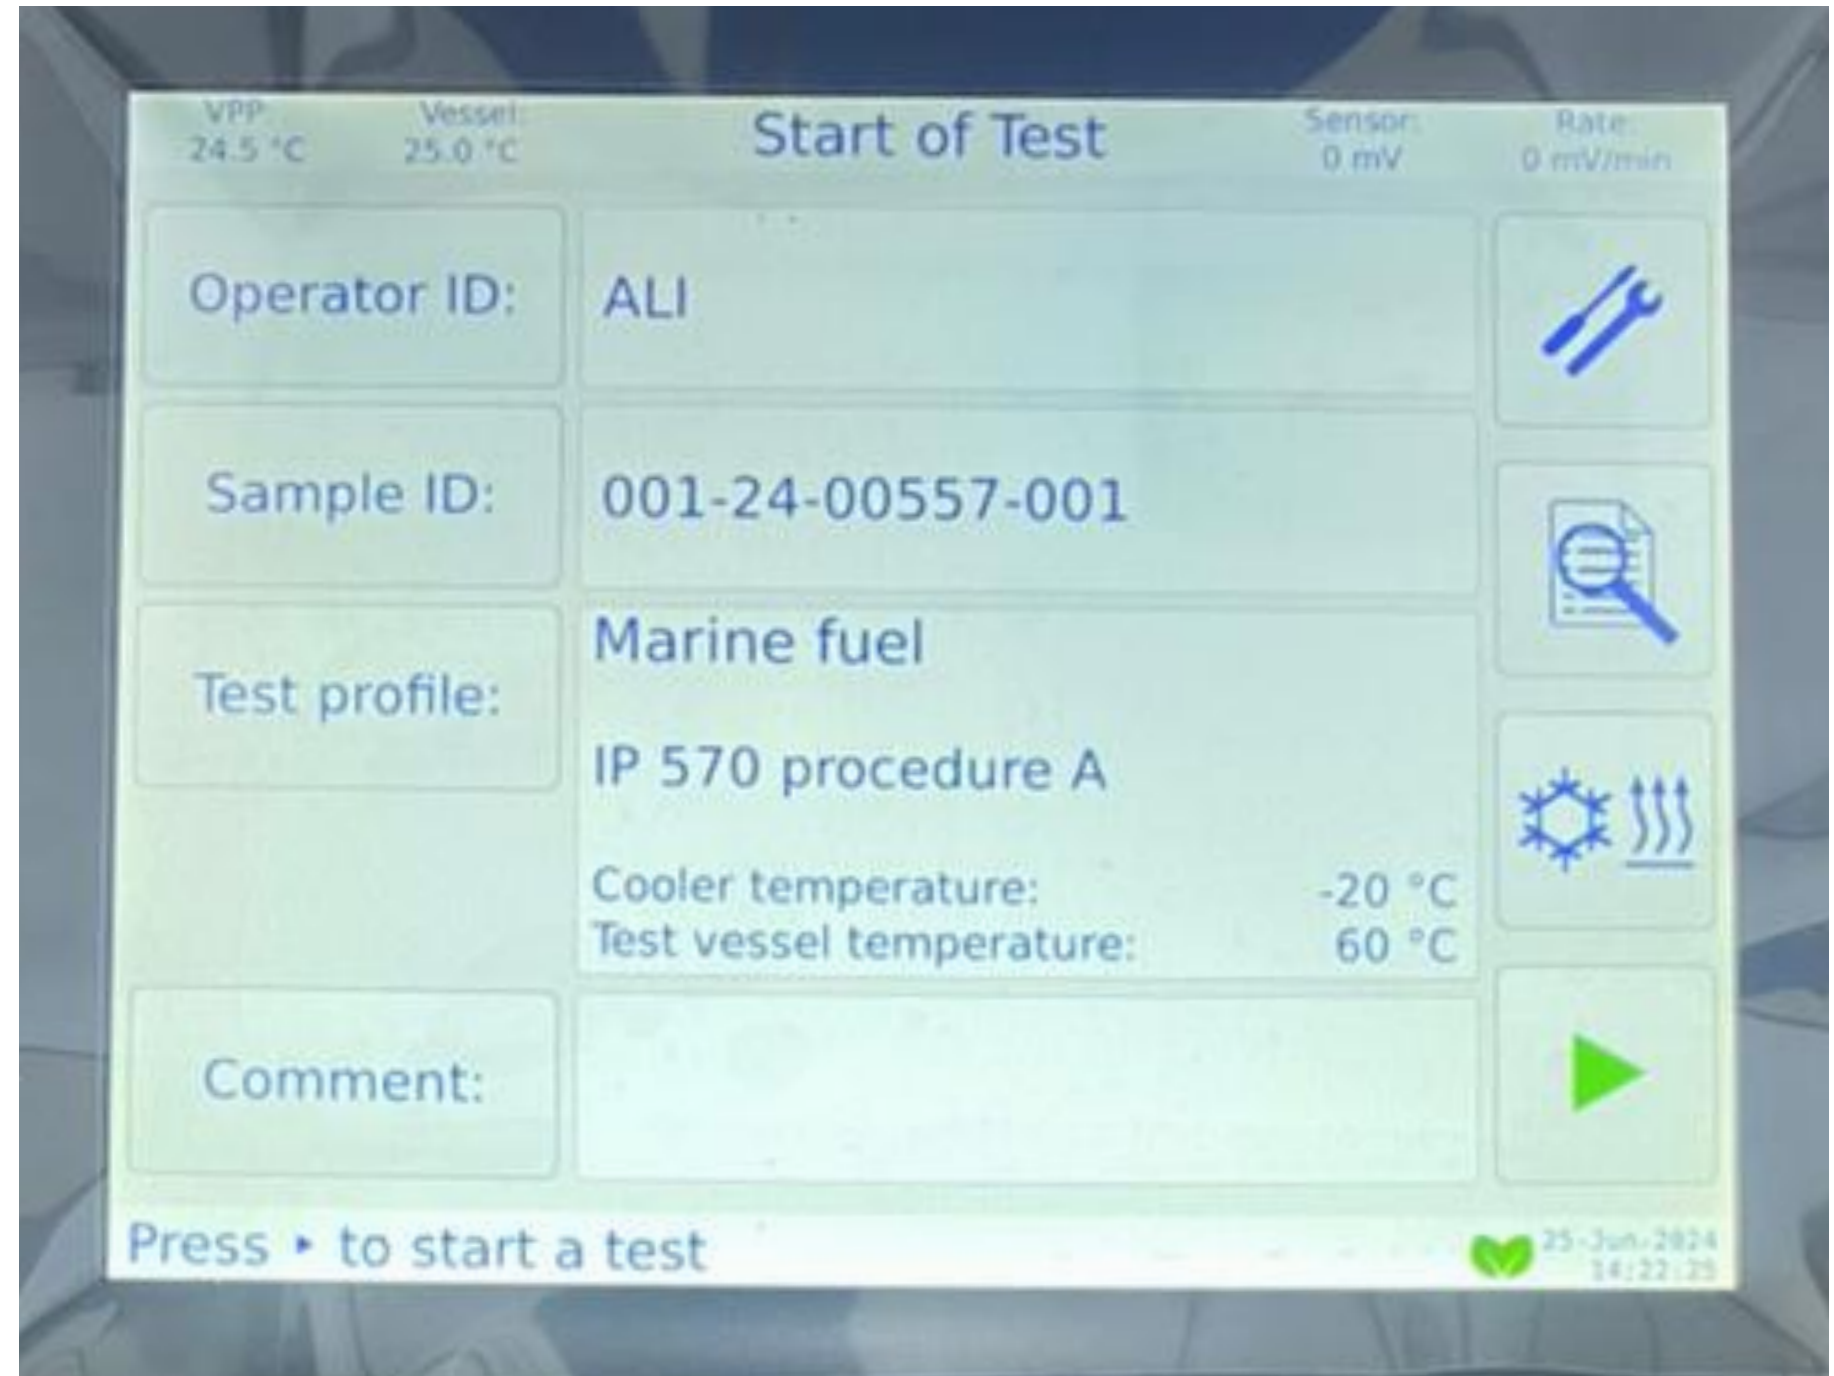 VPP: Vessel: Start of Test Sensor: Rate:
24.5 °C 25.0 °C 0 mV 0 mV/min
Operator ID: ALI
Sample ID: 001-24-00557-001
Test profile: Marine fuel
IP 570 procedure A
Cooler temperature: -20 °C
Test vessel temperature: 60 °C
Comment:
Press ▸ to start a test
25-Jun-2024
14:22:25